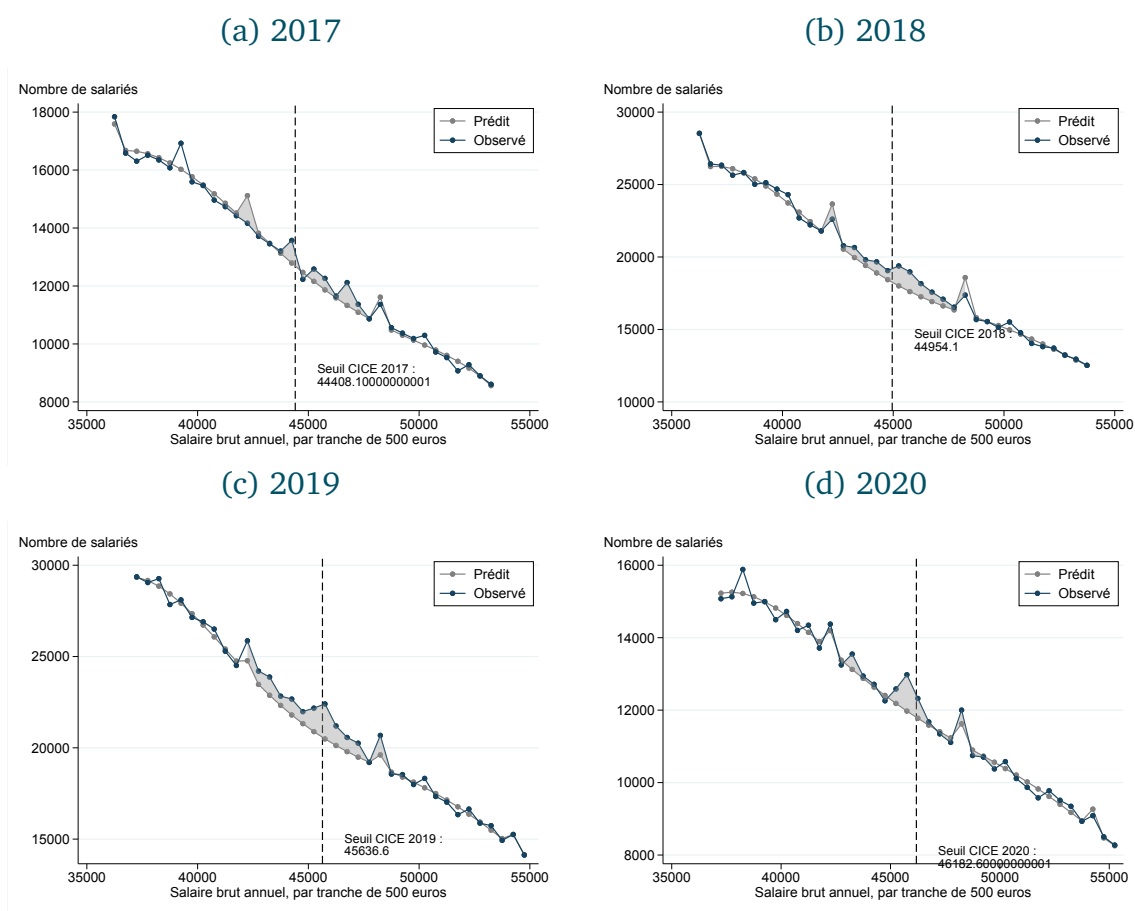 (a) 2017
Nombre de salariés
18000
16000
14000
12000
10000
8000
Prédit
Observé
Seuil CICE 2017 :
44408.10000000001
35000 40000 45000 50000 55000
Salaire brut annuel, par tranche de 500 euros
(b) 2018
Nombre de salariés
30000
25000
20000
15000
10000
Prédit
Observé
Seuil CICE 2018 :
44954.1
35000 40000 45000 50000 55000
Salaire brut annuel, par tranche de 500 euros
(c) 2019
Nombre de salariés
30000
25000
20000
15000
Prédit
Observé
Seuil CICE 2019 :
45636.6
35000 40000 45000 50000 55000
Salaire brut annuel, par tranche de 500 euros
(d) 2020
Nombre de salariés
16000
14000
12000
10000
8000
Prédit
Observé
Seuil CICE 2020 :
46182.60000000001
35000 40000 45000 50000 55000
Salaire brut annuel, par tranche de 500 euros